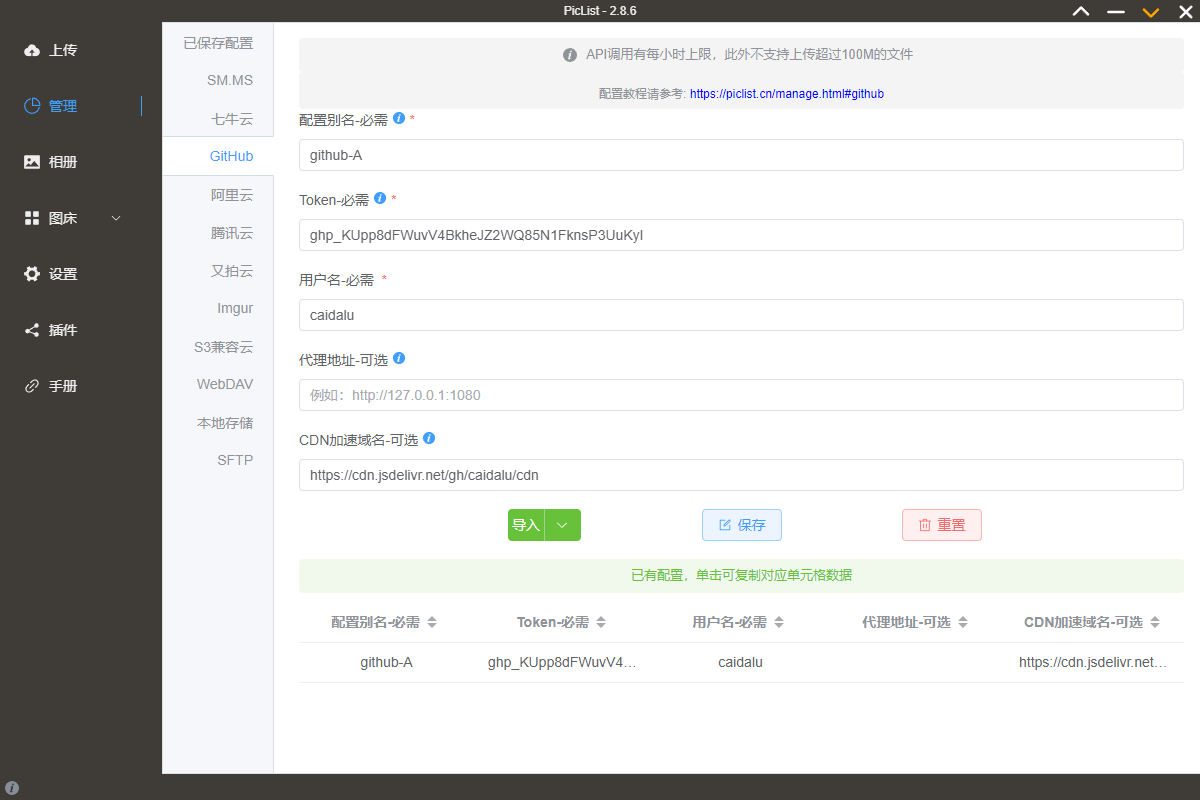 PicList - 2.8.6
上传
管理
相册
图床
设置
插件
手册
已保存配置
SM.MS
七牛云
GitHub
阿里云
腾讯云
又拍云
Imgur
S3兼容云
WebDAV
本地存储
SFTP
API调用有每小时上限，此外不支持上传超过100M的文件
配置教程请参考: https://piclist.cn/manage.html#github
配置别名-必需 *
github-A
Token-必需 *
ghp_KUpp8dFWuvV4BkheJZ2WQ85N1FknsP3UuKyI
用户名-必需 *
caidalu
代理地址-可选
例如：http://127.0.0.1:1080
CDN加速域名-可选
https://cdn.jsdelivr.net/gh/caidalu/cdn
导入 保存 重置
已有配置，单击可复制对应单元格数据
配置别名-必需 Token-必需 用户名-必需 代理地址-可选 CDN加速域名-可选
github-A ghp_KUpp8dFWuvV4... caidalu https://cdn.jsdelivr.net...